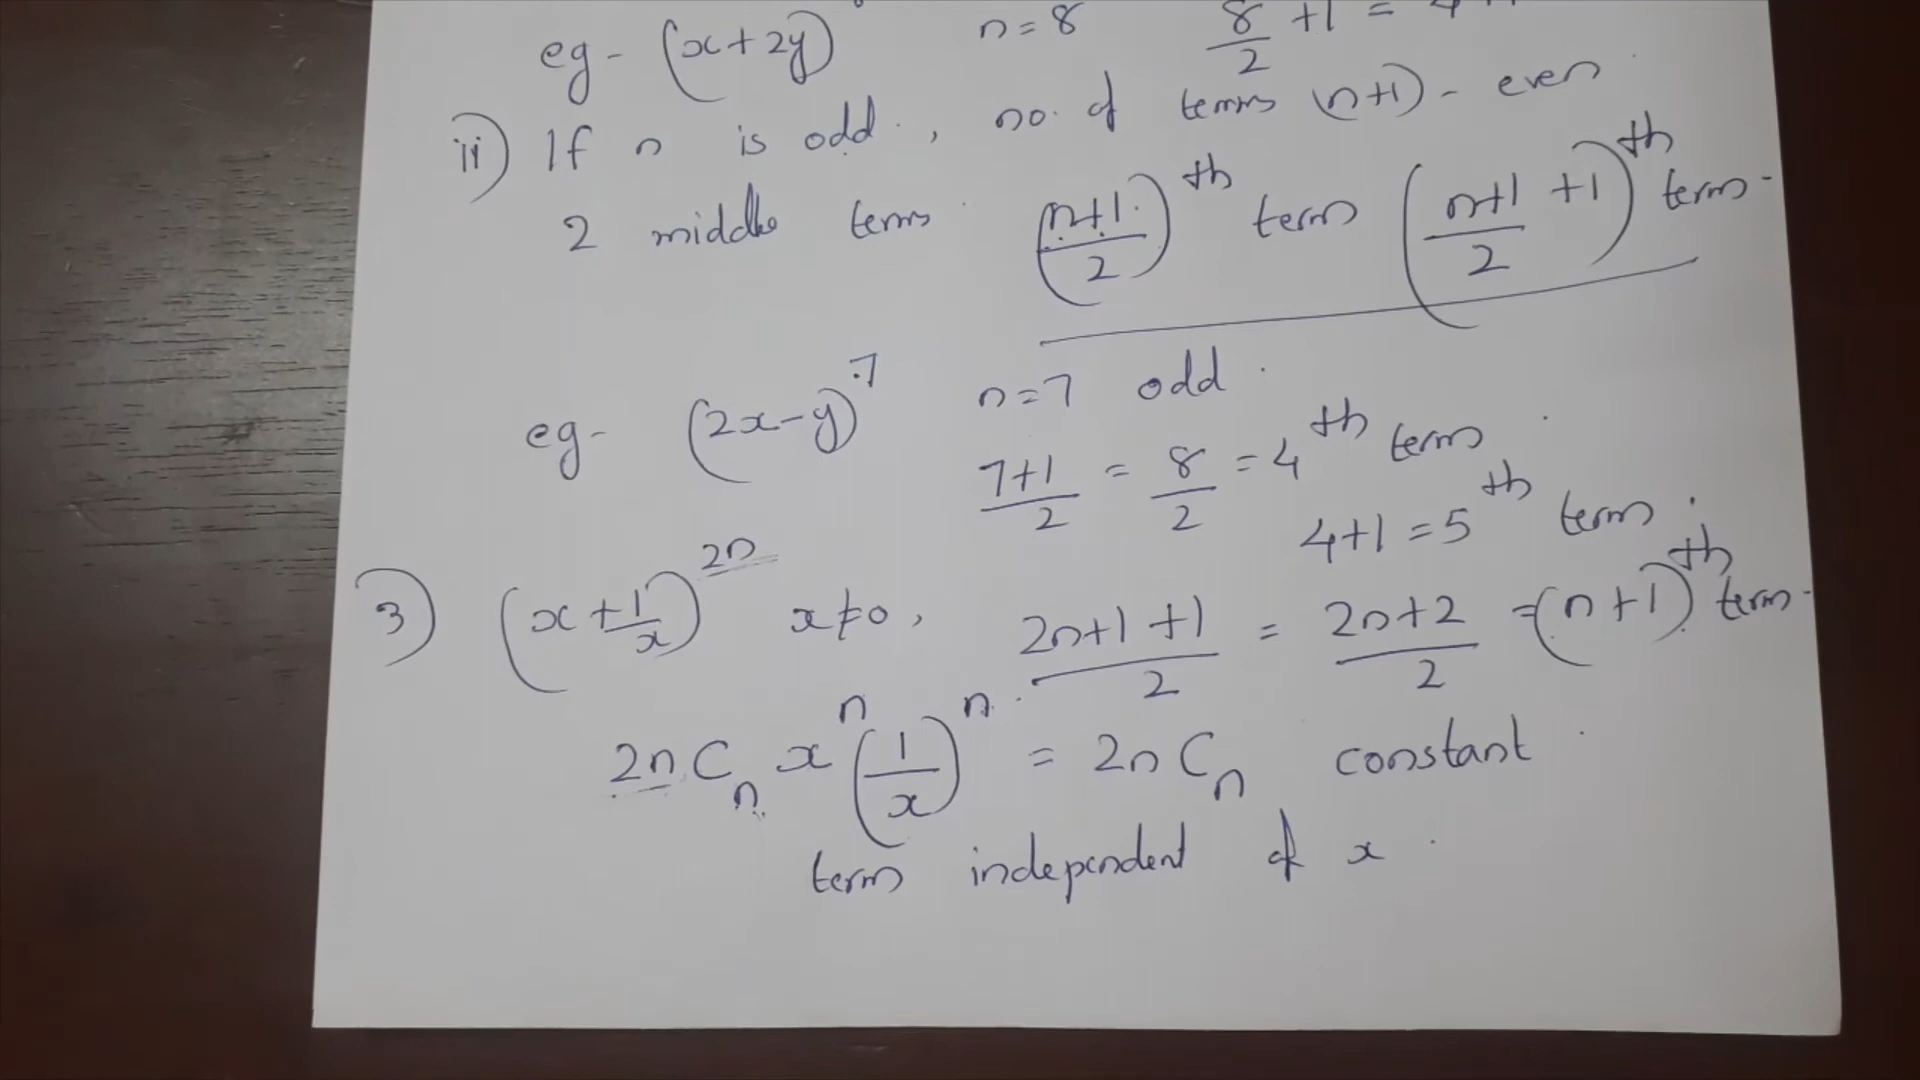 eg- (x+2y) n=8 8/2 +1 =
ii) If n is odd, no. of terms (n+1) - even
2 middle terms (n+1/2)th term (n+1/2 +1)th term.
eg- (2x-y)^7 n=7 odd.
7+1/2 = 8/2 = 4th term
4+1 = 5th term.
3) (x+1/x)^2n x≠0, 2n+1+1/2 = 2n+2/2 = (n+1)th term.
2nCn x^n (1/x)^n = 2nCn constant
term independent of x.